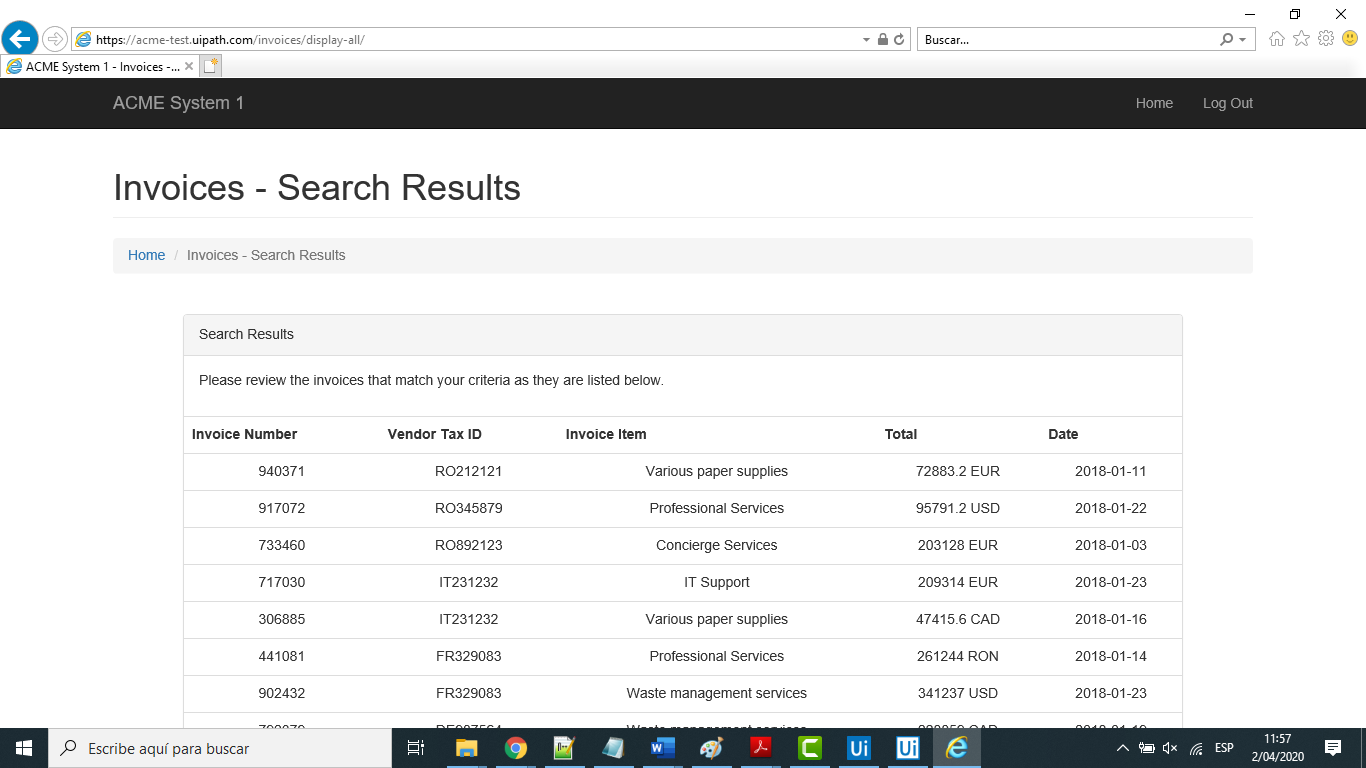 https://acme-test.uipath.com/invoices/display-all/
Buscar...
ACME System 1 - Invoices -...
ACME System 1 Home Log Out
Invoices - Search Results
Home / Invoices - Search Results
Search Results
Please review the invoices that match your criteria as they are listed below.
Invoice Number Vendor Tax ID Invoice Item Total Date
940371 RO212121 Various paper supplies 72883.2 EUR 2018-01-11
917072 RO345879 Professional Services 95791.2 USD 2018-01-22
733460 RO892123 Concierge Services 203128 EUR 2018-01-03
717030 IT231232 IT Support 209314 EUR 2018-01-23
306885 IT231232 Various paper supplies 47415.6 CAD 2018-01-16
441081 FR329083 Professional Services 261244 RON 2018-01-14
902432 FR329083 Waste management services 341237 USD 2018-01-23
Waste management services
Escribe aquí para buscar
ESP
11:57
2/04/2020